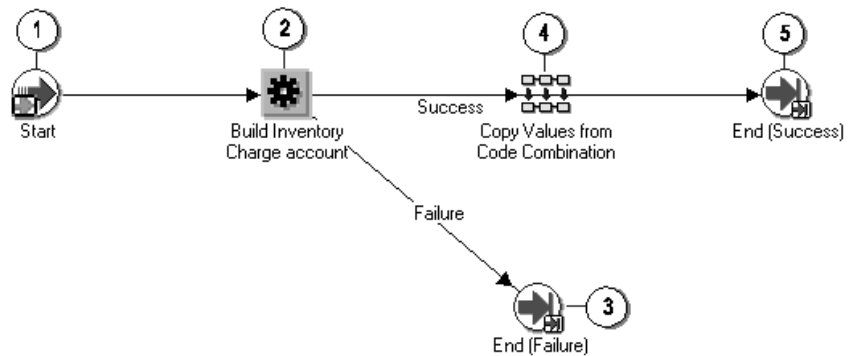 1
2
4
5
Success
Start
Build Inventory
Charge account
Copy Values from
Code Combination
End (Success)
Failure
3
End (Failure)